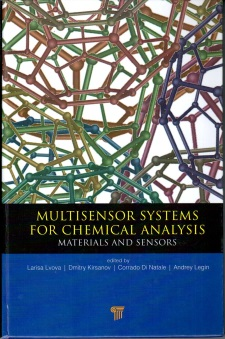 MULTISENSOR SYSTEMS
FOR CHEMICAL ANALYSIS
MATERIALS AND SENSORS
edited by
Larisa Lvova | Dmitry Kirsanov | Corrado Di Natale | Andrey Legin